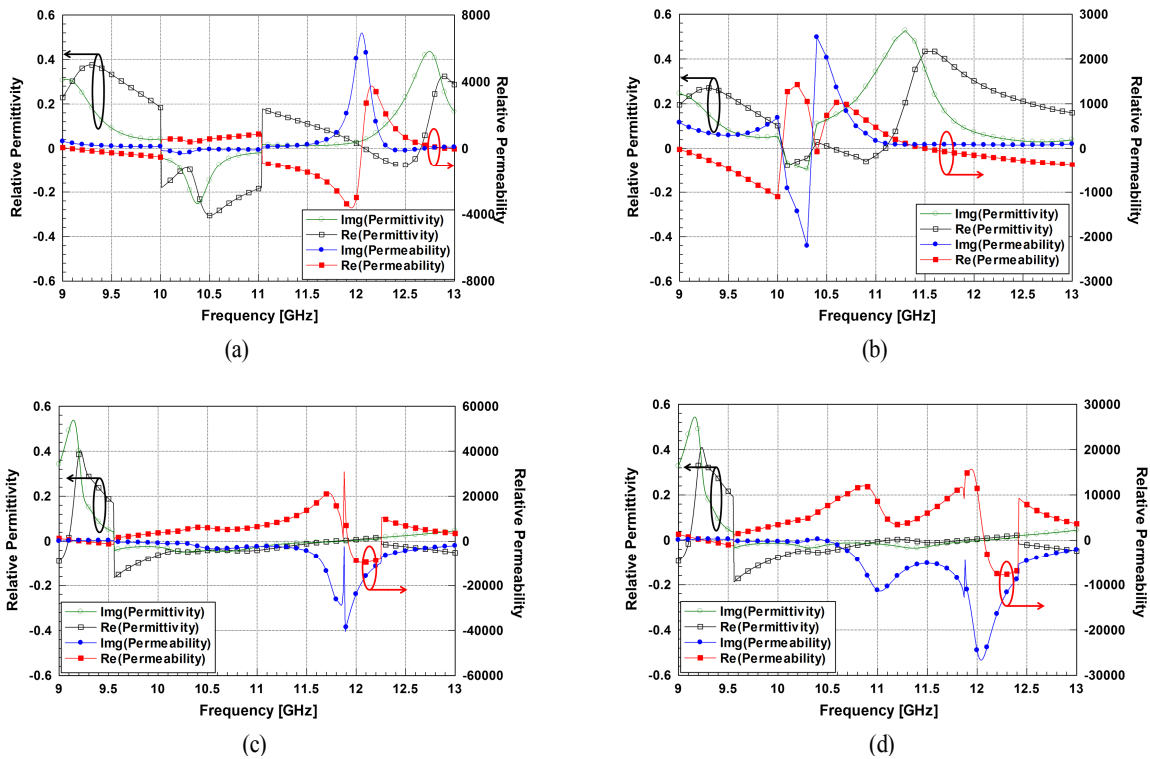 0.6
0.4
0.2
0
-0.2
-0.4
-0.6
Relative Permittivity
8000
4000
0
-4000
-8000
Relative Permeability
Img(Permittivity)
Re(Permittivity)
Img(Permeability)
Re(Permeability)
9 9.5 10 10.5 11 11.5 12 12.5 13
Frequency [GHz]
(a)
0.6
0.4
0.2
0
-0.2
-0.4
-0.6
Relative Permittivity
3000
2000
1000
0
-1000
-2000
-3000
Relative Permeability
Img(Permittivity)
Re(Permittivity)
Img(Permeability)
Re(Permeability)
9 9.5 10.0 10.5 11.0 11.5 12.0 12.5 13
Frequency [GHz]
(b)
0.6
0.4
0.2
0
-0.2
-0.4
-0.6
Relative Permittivity
60000
40000
20000
0
-20000
-40000
-60000
Relative Permeability
Img(Permittivity)
Re(Permittivity)
Img(Permeability)
Re(Permeability)
9 9.5 10 10.5 11 11.5 12 12.5 13
Frequency [GHz]
(c)
0.6
0.4
0.2
0
-0.2
-0.4
-0.6
Relative Permittivity
30000
20000
10000
0
-10000
-20000
-30000
Relative Permeability
Img(Permittivity)
Re(Permittivity)
Img(Permeability)
Re(Permeability)
9 9.5 10 10.5 11 11.5 12 12.5 13
Frequency [GHz]
(d)